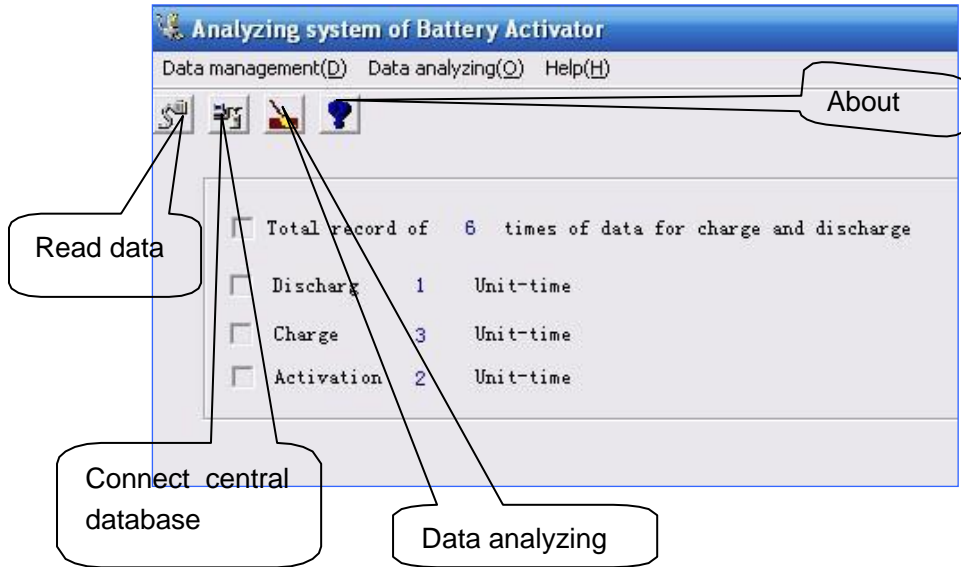 Analyzing system of Battery Activator
Data management(D) Data analyzing(O) Help(H)
About
Total record of 6 times of data for charge and discharge
Read data
Discharg 1 Unit-time
Charge 3 Unit-time
Activation 2 Unit-time
Connect central
database
Data analyzing